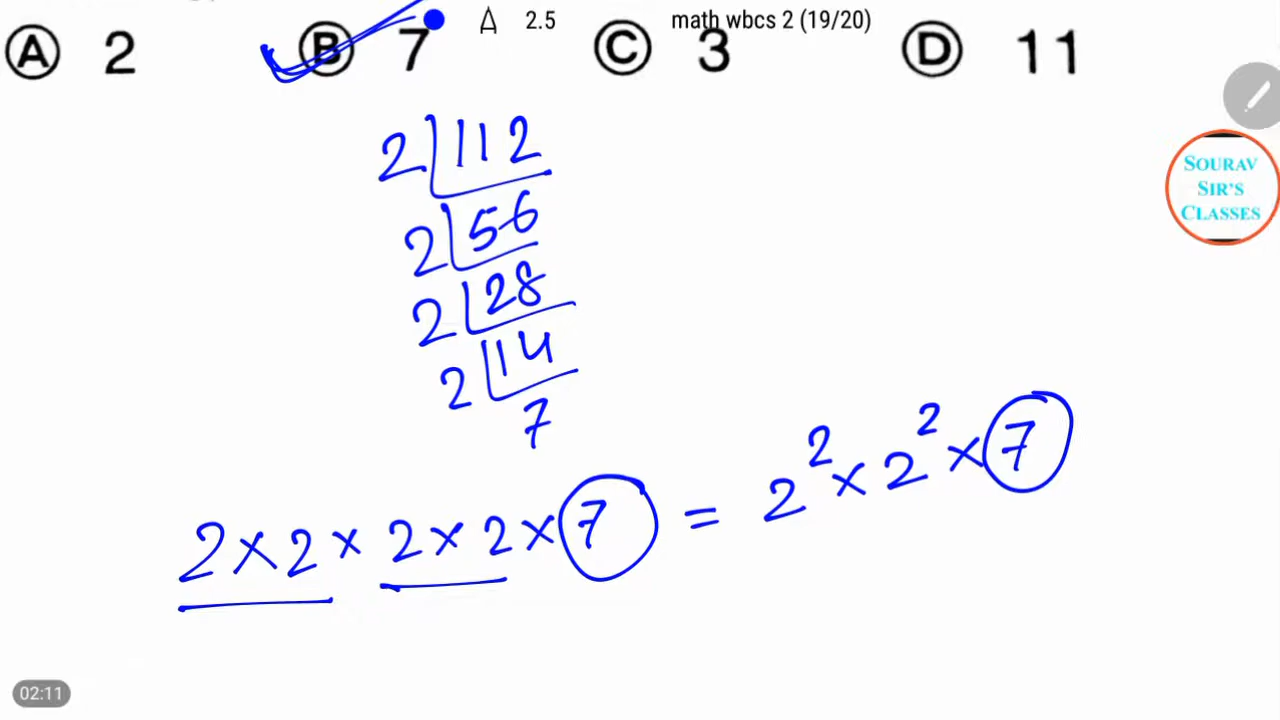 Δ 2.5 math wbcs 2 (19/20)
Ⓐ 2 Ⓑ 7 Ⓒ 3 Ⓓ 11
SOURAV
SIR'S
CLASSES
2 | 112
2 | 56
2 | 28
2 | 14
7
2 × 2 × 2 × 2 × 7 = 2² × 2² × 7
02:11